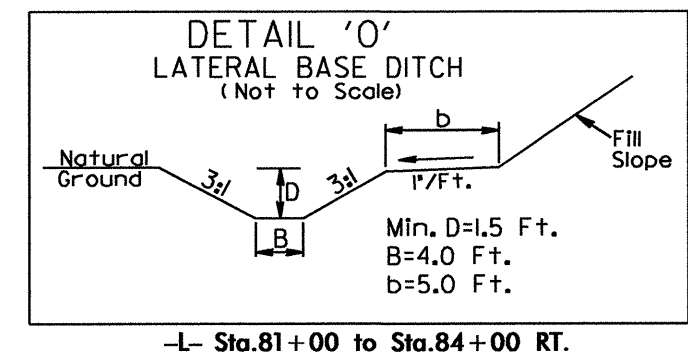 DETAIL 'O'
LATERAL BASE DITCH
(Not to Scale)
b
Natural
Ground
3:1
D
3:1
1"/Ft.
Fill
Slope
B
Min. D=1.5 Ft.
B=4.0 Ft.
b=5.0 Ft.
-L- Sta.81+00 to Sta.84+00 RT.